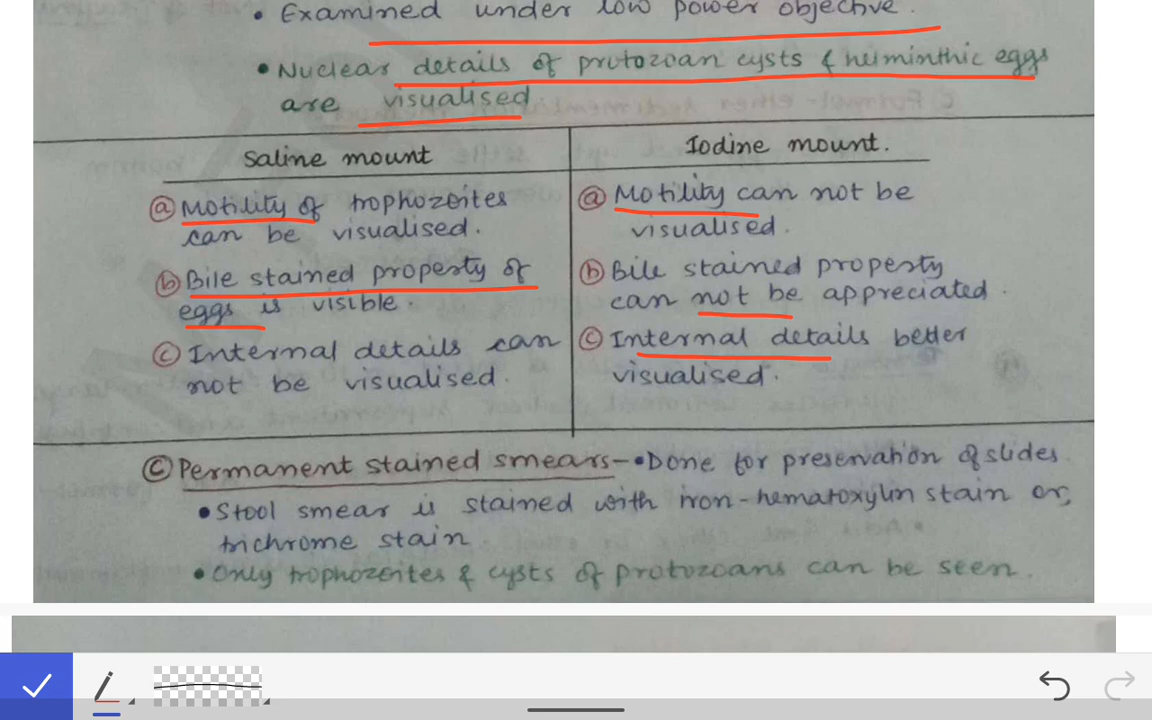 • Examined under low power objective.
• Nuclear details of protozoan cysts & helminthic eggs
are visualised
Saline mount
ⓐ Motility of trophozoites
can be visualised.
ⓑ Bile stained property of
eggs is visible.
ⓒ Internal details can
not be visualised.
Iodine mount.
ⓐ Motility can not be
visualised.
ⓑ Bile stained property
can not be appreciated.
ⓒ Internal details better
visualised.
Ⓒ Permanent stained smears- • Done for preservation of slides.
• Stool smear is stained with iron-hematoxylin stain or,
trichrome stain.
• Only trophozoites & cysts of protozoans can be seen.